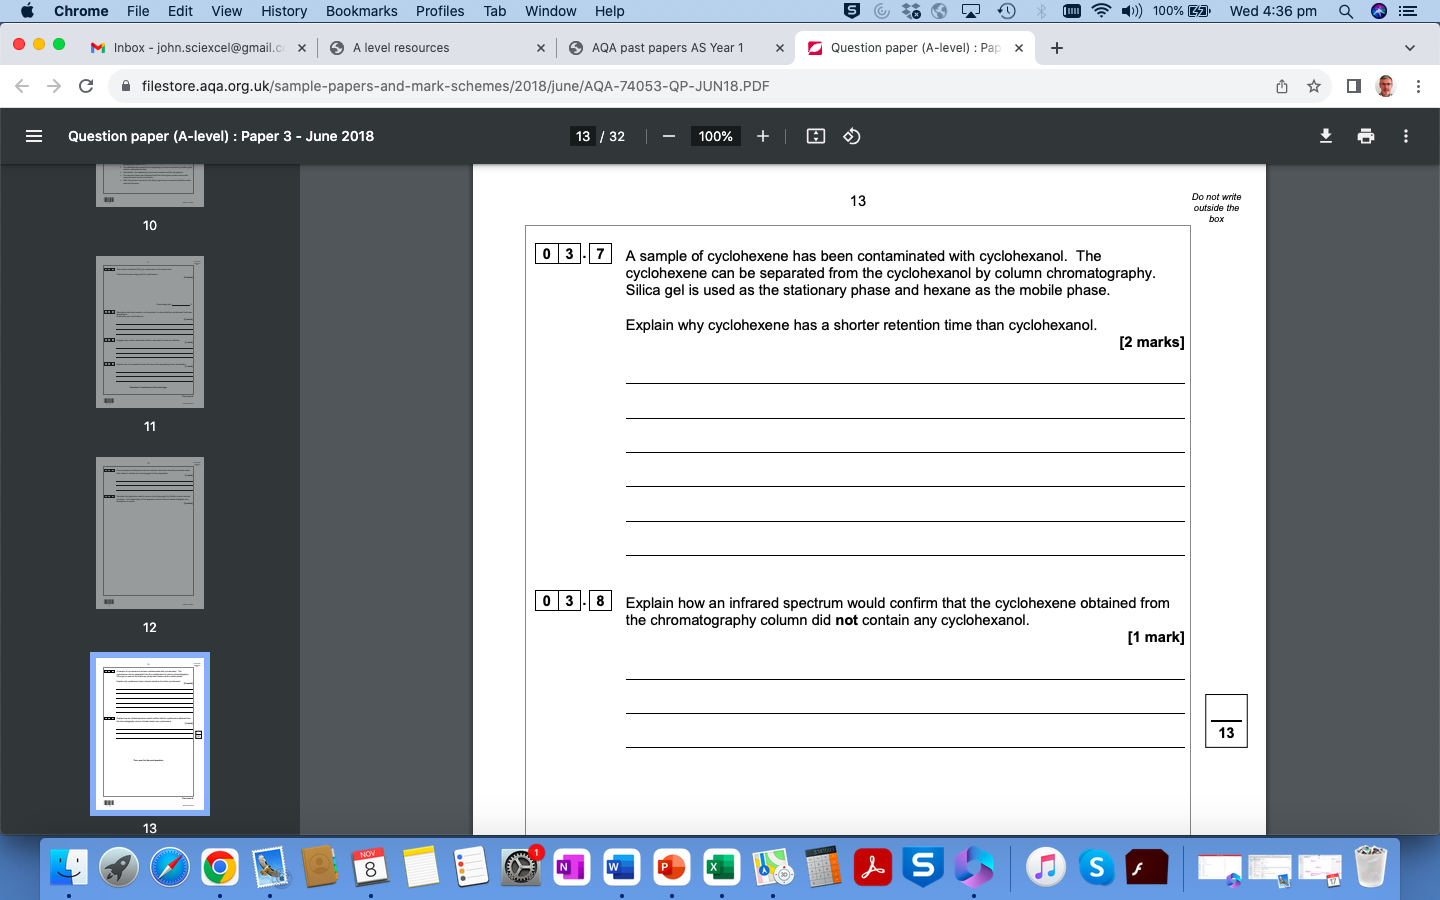 Chrome File Edit View History Bookmarks Profiles Tab Window Help 100% Wed 4:36 pm
Inbox - john.sciexcel@gmail.c
A level resources
AQA past papers AS Year 1
Question paper (A-level) : Pap
filestore.aqa.org.uk/sample-papers-and-mark-schemes/2018/june/AQA-74053-QP-JUN18.PDF
Question paper (A-level) : Paper 3 - June 2018
13 / 32
100%
10
11
12
13
13
Do not write
outside the
box
0 3 . 7
A sample of cyclohexene has been contaminated with cyclohexanol. The
cyclohexene can be separated from the cyclohexanol by column chromatography.
Silica gel is used as the stationary phase and hexane as the mobile phase.
Explain why cyclohexene has a shorter retention time than cyclohexanol.
[2 marks]
0 3 . 8
Explain how an infrared spectrum would confirm that the cyclohexene obtained from
the chromatography column did not contain any cyclohexanol.
[1 mark]
13
NOV
8
1
N
W
P
X
3D
S
S
f
17